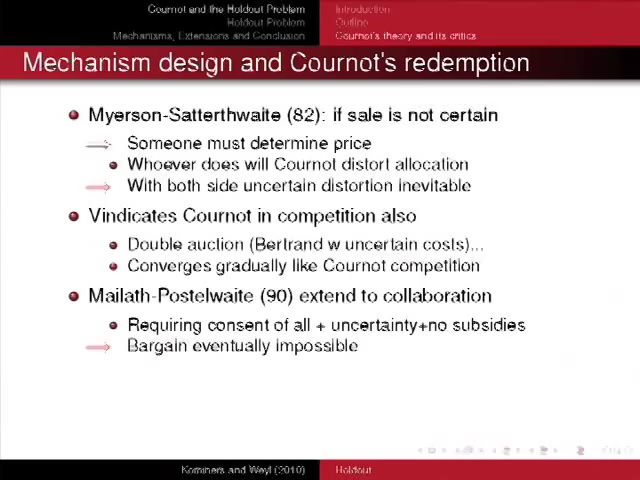 Cournot and the Holdout Problem
Holdout Problem
Mechanisms, Extensions and Conclusion
Introduction
Outline
Cournot's theory and its critics
Mechanism design and Cournot's redemption
Myerson-Satterthwaite (82): if sale is not certain
Someone must determine price
Whoever does will Cournot distort allocation
With both side uncertain distortion inevitable
Vindicates Cournot in competition also
Double auction (Bertrand w uncertain costs)...
Converges gradually like Cournot competition
Mailath-Postelwaite (90) extend to collaboration
Requiring consent of all + uncertainty+no subsidies
Bargain eventually impossible
Kominers and Weyl (2010)
Holdout